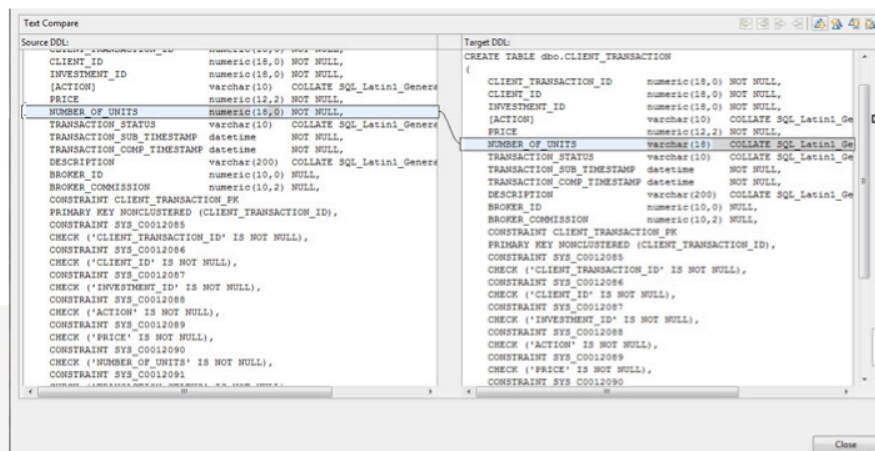 Text Compare
Source DDL:
CLIENT_TRANSACTION_ID numeric(18,0) NOT NULL,
CLIENT_ID numeric(18,0) NOT NULL,
INVESTMENT_ID numeric(18,0) NOT NULL,
[ACTION] varchar(10) COLLATE SQL_Latin1_Genera
PRICE numeric(12,2) NOT NULL,
NUMBER_OF_UNITS numeric(18,0) NOT NULL,
TRANSACTION_STATUS varchar(10) COLLATE SQL_Latin1_Genera
TRANSACTION_SUB_TIMESTAMP datetime NOT NULL,
TRANSACTION_COMP_TIMESTAMP datetime NOT NULL,
DESCRIPTION varchar(200) COLLATE SQL_Latin1_Genera
BROKER_ID numeric(10,0) NULL,
BROKER_COMMISSION numeric(10,2) NULL,
CONSTRAINT CLIENT_TRANSACTION_PK
PRIMARY KEY NONCLUSTERED (CLIENT_TRANSACTION_ID),
CONSTRAINT SYS_C0012085
CHECK ('CLIENT_TRANSACTION_ID' IS NOT NULL),
CONSTRAINT SYS_C0012086
CHECK ('CLIENT_ID' IS NOT NULL),
CONSTRAINT SYS_C0012087
CHECK ('INVESTMENT_ID' IS NOT NULL),
CONSTRAINT SYS_C0012088
CHECK ('ACTION' IS NOT NULL),
CONSTRAINT SYS_C0012089
CHECK ('PRICE' IS NOT NULL),
CONSTRAINT SYS_C0012090
CHECK ('NUMBER_OF_UNITS' IS NOT NULL),
CONSTRAINT SYS_C0012091
CHECK ('TRANSACTION_STATUS' IS NOT NULL)
Target DDL:
CREATE TABLE dbo.CLIENT_TRANSACTION
(
CLIENT_TRANSACTION_ID numeric(18,0) NOT NULL,
CLIENT_ID numeric(18,0) NOT NULL,
INVESTMENT_ID numeric(18,0) NOT NULL,
[ACTION] varchar(10) COLLATE SQL_Latin1_Ge
PRICE numeric(12,2) NOT NULL,
NUMBER_OF_UNITS varchar(18) COLLATE SQL_Latin1_Ge
TRANSACTION_STATUS varchar(10) COLLATE SQL_Latin1_Ge
TRANSACTION_SUB_TIMESTAMP datetime NOT NULL,
TRANSACTION_COMP_TIMESTAMP datetime NOT NULL,
DESCRIPTION varchar(200) COLLATE SQL_Latin1_Ge
BROKER_ID numeric(10,0) NULL,
BROKER_COMMISSION numeric(10,2) NULL,
CONSTRAINT CLIENT_TRANSACTION_PK
PRIMARY KEY NONCLUSTERED (CLIENT_TRANSACTION_ID),
CONSTRAINT SYS_C0012085
CHECK ('CLIENT_TRANSACTION_ID' IS NOT NULL),
CONSTRAINT SYS_C0012086
CHECK ('CLIENT_ID' IS NOT NULL),
CONSTRAINT SYS_C0012087
CHECK ('INVESTMENT_ID' IS NOT NULL),
CONSTRAINT SYS_C0012088
CHECK ('ACTION' IS NOT NULL),
CONSTRAINT SYS_C0012089
CHECK ('PRICE' IS NOT NULL),
CONSTRAINT SYS_C0012090
Close